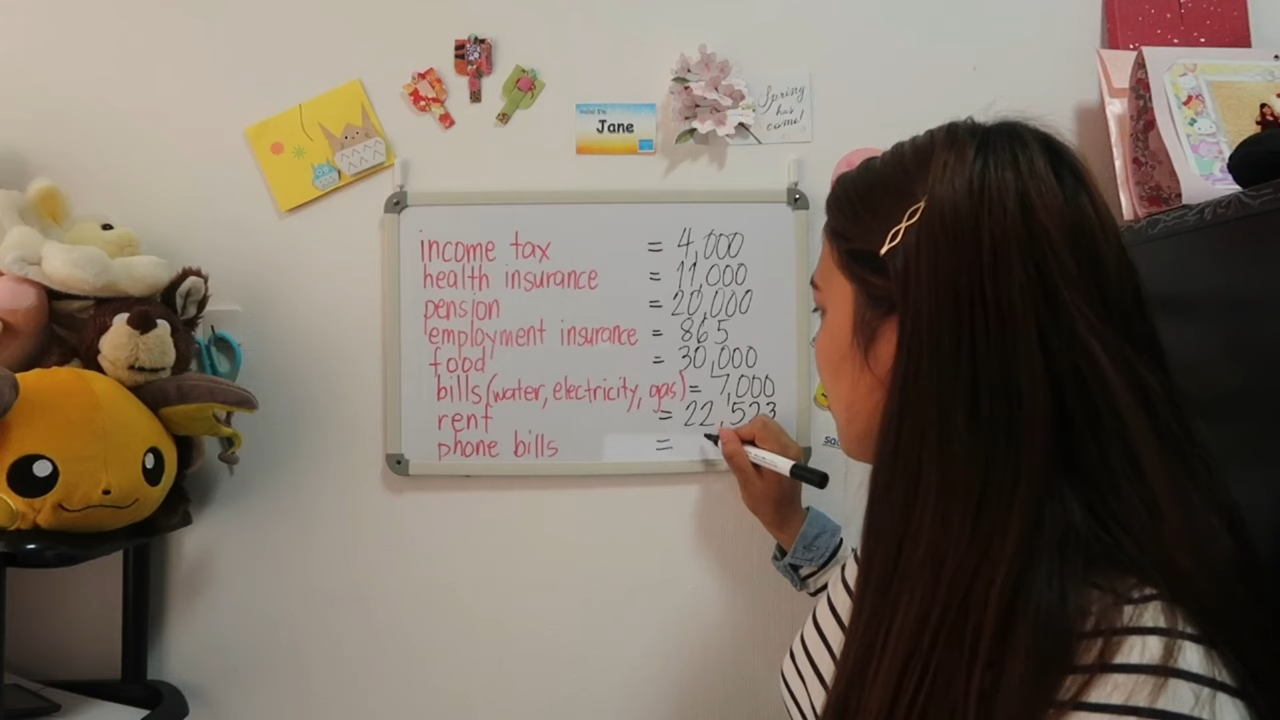 Hello I'm
Jane
Spring
has
come!
income tax = 4,000
health insurance = 11,000
pension = 20,000
employment insurance = 865
food = 30,000
bills (water, electricity, gas) = 7,000
rent = 22,523
phone bills =